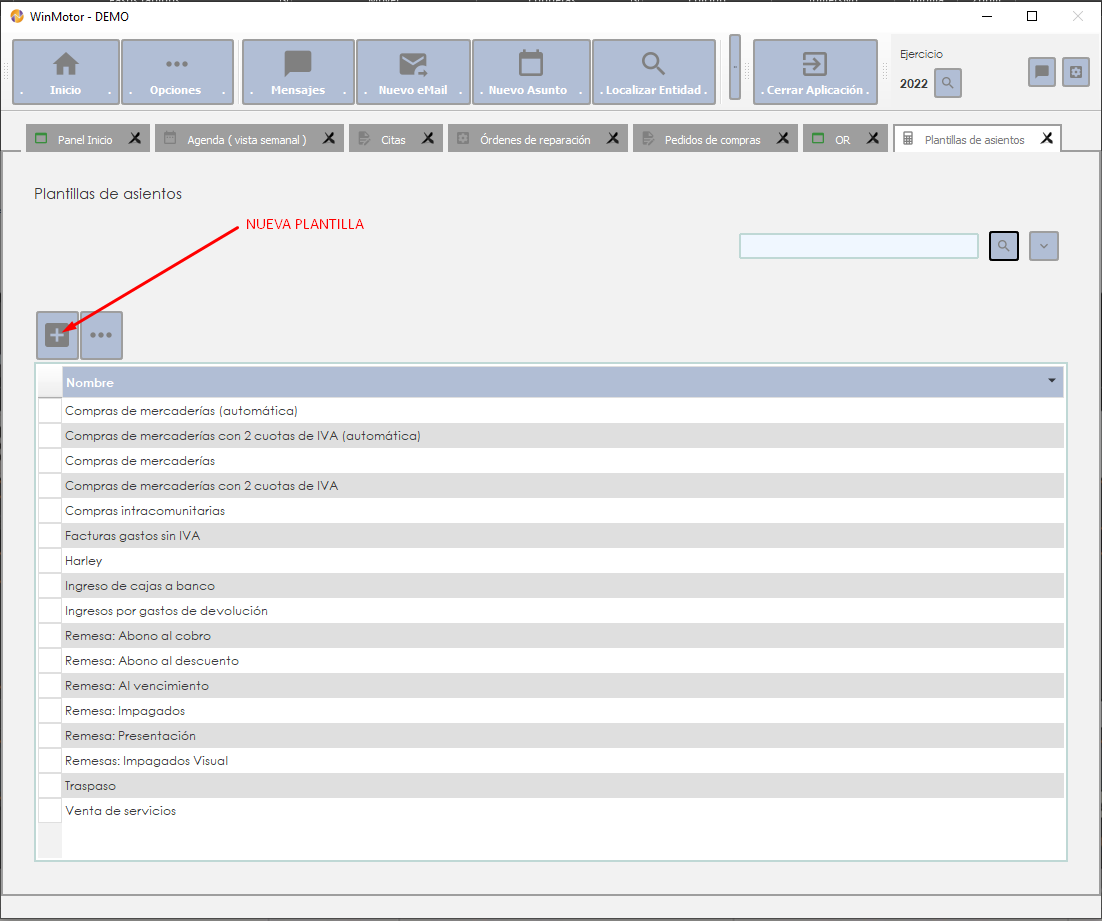 WinMotor - DEMO
. Inicio .
. Opciones .
. Mensajes .
. Nuevo eMail .
. Nuevo Asunto .
. Localizar Entidad .
. Cerrar Aplicación .
Ejercicio
2022
Panel Inicio
Agenda ( vista semanal )
Citas
Órdenes de reparación
Pedidos de compras
OR
Plantillas de asientos
Plantillas de asientos
NUEVA PLANTILLA
Nombre
Compras de mercaderías (automática)
Compras de mercaderías con 2 cuotas de IVA (automática)
Compras de mercaderías
Compras de mercaderías con 2 cuotas de IVA
Compras intracomunitarias
Facturas gastos sin IVA
Harley
Ingreso de cajas a banco
Ingresos por gastos de devolución
Remesa: Abono al cobro
Remesa: Abono al descuento
Remesa: Al vencimiento
Remesa: Impagados
Remesa: Presentación
Remesas: Impagados Visual
Traspaso
Venta de servicios